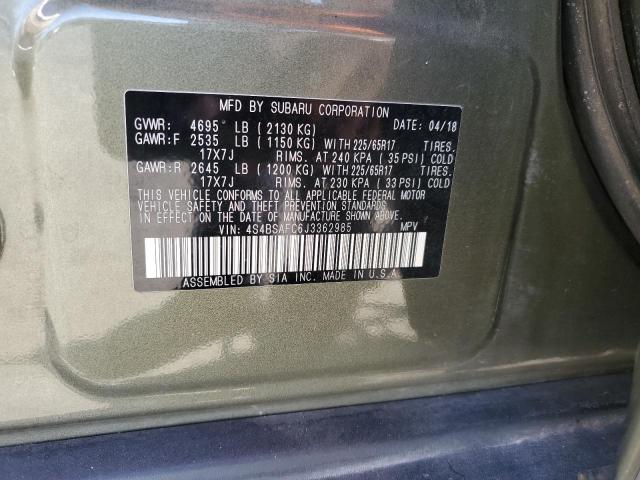 MFD BY SUBARU CORPORATION
GVWR: 4695 LB ( 2130 KG) DATE: 04/18
GAWR:F 2535 LB ( 1150 KG) WITH 225/65R17 TIRES.
17X7J RIMS. AT 240 KPA ( 35 PSI) COLD
GAWR:R 2645 LB ( 1200 KG) WITH 225/65R17 TIRES.
17X7J RIMS. AT 230 KPA ( 33 PSI) COLD
THIS VEHICLE CONFORMS TO ALL APPLICABLE FEDERAL MOTOR
VEHICLE SAFETY AND THEFT PREVENTION STANDARDS
IN EFFECT ON THE DATE OF MANUFACTURE SHOWN ABOVE.
VIN: 4S4BSAFC6J3362985 MPV
ASSEMBLED BY SIA INC. MADE IN U.S.A.